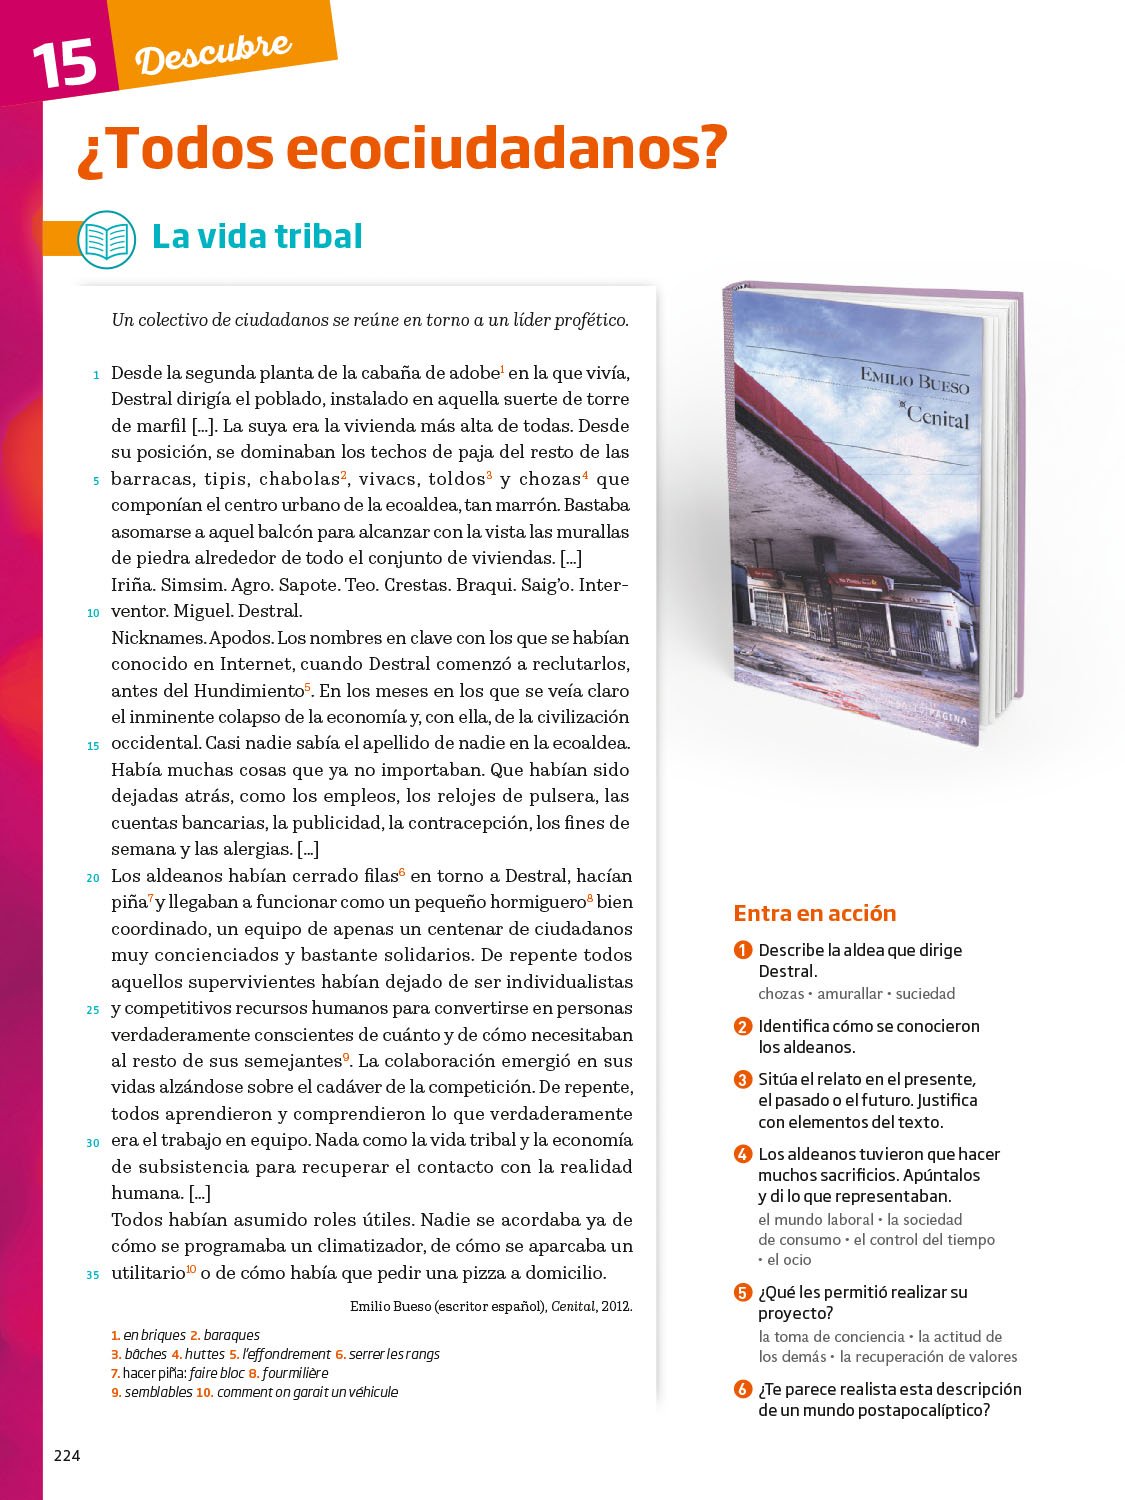 15 Descubre
¿Todos ecociudadanos?
La vida tribal
Un colectivo de ciudadanos se reúne en torno a un líder profético.
1 Desde la segunda planta de la cabaña de adobe1 en la que vivía,
Destral dirigía el poblado, instalado en aquella suerte de torre
de marfil [...]. La suya era la vivienda más alta de todas. Desde
su posición, se dominaban los techos de paja del resto de las
5 barracas, tipis, chabolas2, vivacs, toldos3 y chozas4 que
componían el centro urbano de la ecoaldea, tan marrón. Bastaba
asomarse a aquel balcón para alcanzar con la vista las murallas
de piedra alrededor de todo el conjunto de viviendas. [...]
Iriña. Simsim. Agro. Sapote. Teo. Crestas. Braqui. Saig'o. Inter-
10 ventor. Miguel. Destral.
Nicknames. Apodos. Los nombres en clave con los que se habían
conocido en Internet, cuando Destral comenzó a reclutarlos,
antes del Hundimiento5. En los meses en los que se veía claro
el inminente colapso de la economía y, con ella, de la civilización
15 occidental. Casi nadie sabía el apellido de nadie en la ecoaldea.
Había muchas cosas que ya no importaban. Que habían sido
dejadas atrás, como los empleos, los relojes de pulsera, las
cuentas bancarias, la publicidad, la contracepción, los fines de
semana y las alergias. [...]
20 Los aldeanos habían cerrado filas6 en torno a Destral, hacían
piña7 y llegaban a funcionar como un pequeño hormiguero8 bien
coordinado, un equipo de apenas un centenar de ciudadanos
muy concienciados y bastante solidarios. De repente todos
aquellos supervivientes habían dejado de ser individualistas
25 y competitivos recursos humanos para convertirse en personas
verdaderamente conscientes de cuánto y de cómo necesitaban
al resto de sus semejantes9. La colaboración emergió en sus
vidas alzándose sobre el cadáver de la competición. De repente,
todos aprendieron y comprendieron lo que verdaderamente
30 era el trabajo en equipo. Nada como la vida tribal y la economía
de subsistencia para recuperar el contacto con la realidad
humana. [...]
Todos habían asumido roles útiles. Nadie se acordaba ya de
cómo se programaba un climatizador, de cómo se aparcaba un
35 utilitario10 o de cómo había que pedir una pizza a domicilio.
Emilio Bueso (escritor español), Cenital, 2012.
1. en briques 2. baraques
3. bâches 4. huttes 5. l'effondrement 6. serrer les rangs
7. hacer piña: faire bloc 8. fourmilière
9. semblables 10. comment on garait un véhicule
EMILIO BUESO
Cenital
PÁGINA
Entra en acción
1 Describe la aldea que dirige
Destral.
chozas • amurallar • suciedad
2 Identifica cómo se conocieron
los aldeanos.
3 Sitúa el relato en el presente,
el pasado o el futuro. Justifica
con elementos del texto.
4 Los aldeanos tuvieron que hacer
muchos sacrificios. Apúntalos
y di lo que representaban.
el mundo laboral • la sociedad
de consumo • el control del tiempo
• el ocio
5 ¿Qué les permitió realizar su
proyecto?
la toma de conciencia • la actitud de
los demás • la recuperación de valores
6 ¿Te parece realista esta descripción
de un mundo postapocalíptico?
224